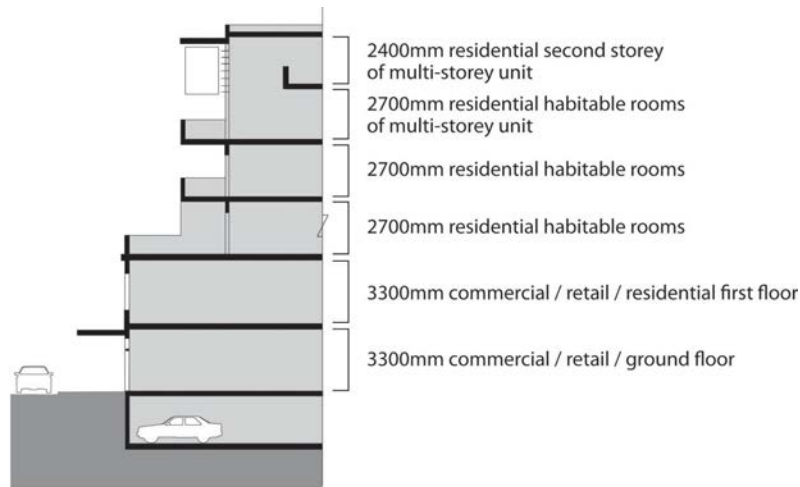 2400mm residential second storey
of multi-storey unit
2700mm residential habitable rooms
of multi-storey unit
2700mm residential habitable rooms
2700mm residential habitable rooms
3300mm commercial / retail / residential first floor
3300mm commercial / retail / ground floor